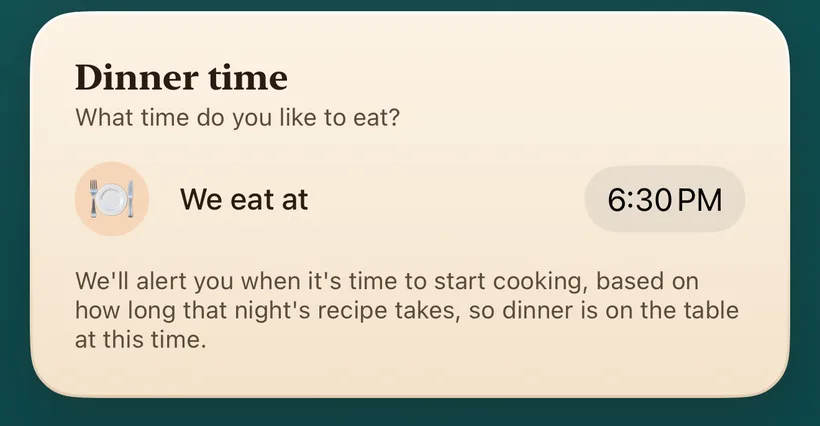 Dinner time
What time do you like to eat?
We eat at
6:30 PM
We'll alert you when it's time to start cooking, based on
how long that night's recipe takes, so dinner is on the table
at this time.